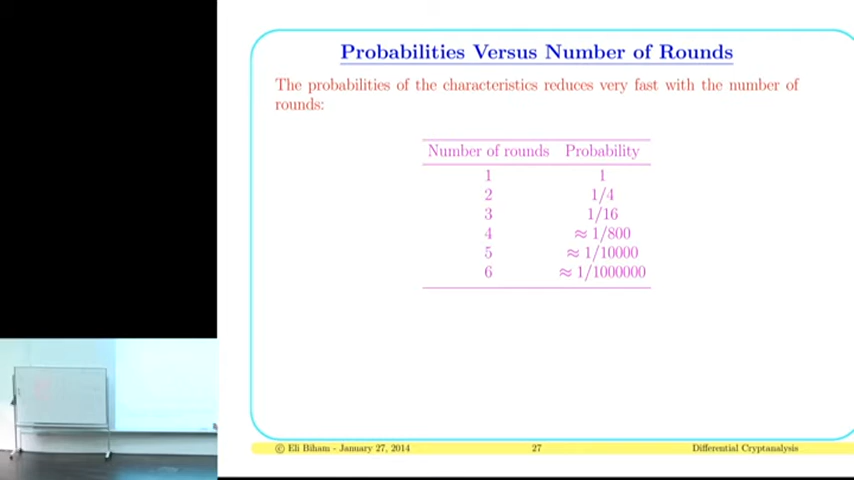 Probabilities Versus Number of Rounds
The probabilities of the characteristics reduces very fast with the number of
rounds:
Number of rounds Probability
1 1
2 1/4
3 1/16
4 ≈ 1/800
5 ≈ 1/10000
6 ≈ 1/1000000
© Eli Biham - January 27, 2014 27 Differential Cryptanalysis